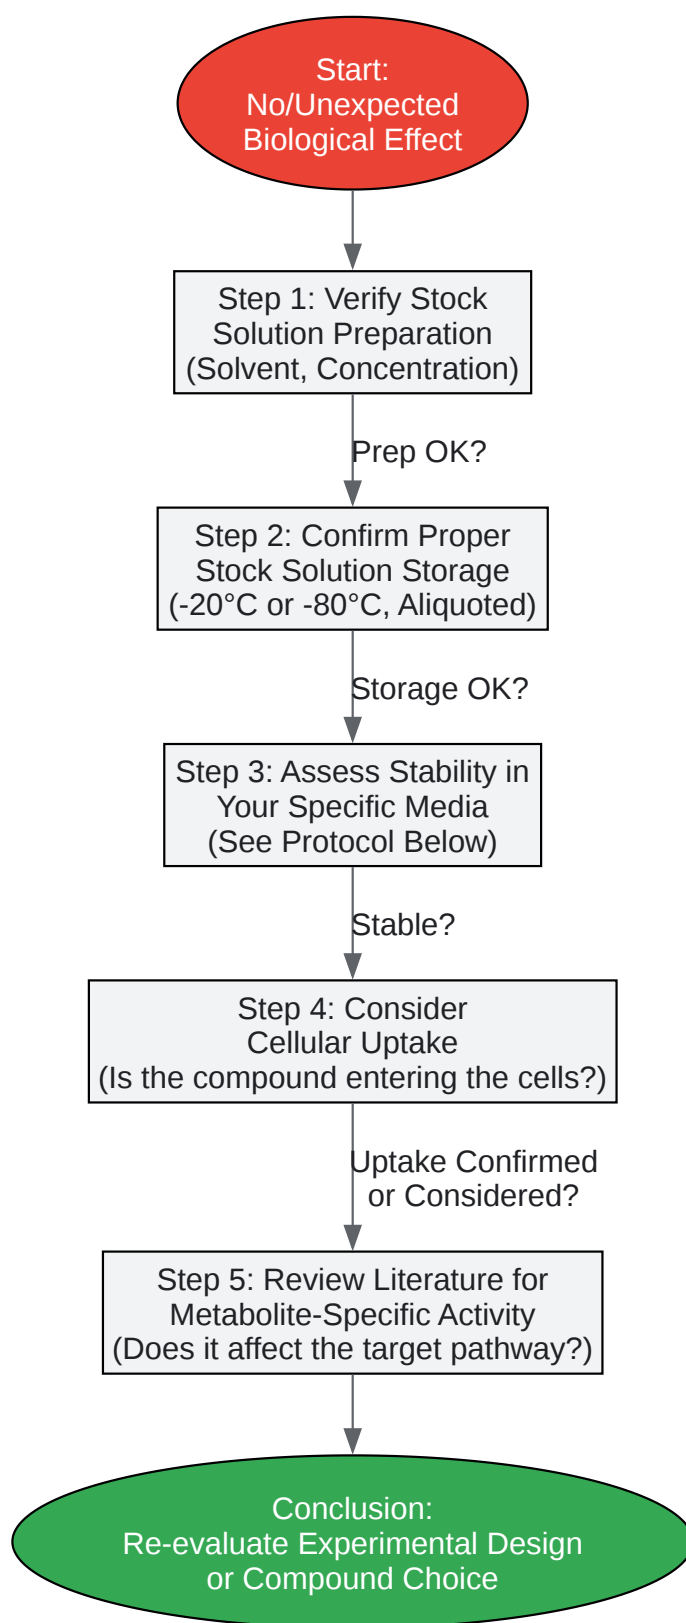 Start:
No/Unexpected
Biological Effect
Step 1: Verify Stock
Solution Preparation
(Solvent, Concentration)
Prep OK?
Step 2: Confirm Proper
Stock Solution Storage
(-20°C or -80°C, Aliquoted)
Storage OK?
Step 3: Assess Stability in
Your Specific Media
(See Protocol Below)
Stable?
Step 4: Consider
Cellular Uptake
(Is the compound entering the cells?)
Uptake Confirmed
or Considered?
Step 5: Review Literature for
Metabolite-Specific Activity
(Does it affect the target pathway?)
Conclusion:
Re-evaluate Experimental Design
or Compound Choice